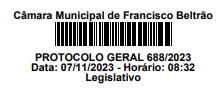 Câmara Municipal de Francisco Beltrão
PROTOCOLO GERAL 688/2023
Data: 07/11/2023 - Horário: 08:32
Legislativo